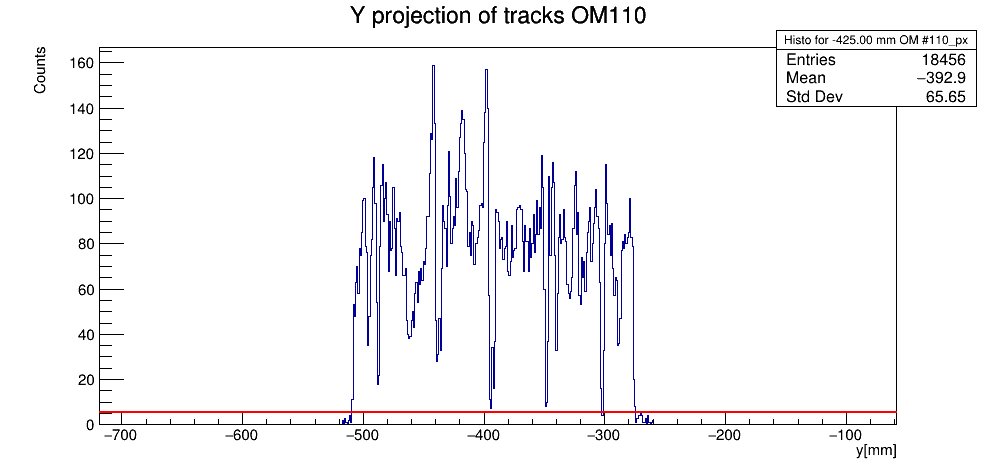 Y projection of tracks OM110
Histo for -425.00 mm OM #110_px
Entries 18456
Mean −392.9
Std Dev 65.65
Counts
160
140
120
100
80
60
40
20
0
−700 −600 −500 −400 −300 −200 −100
y[mm]